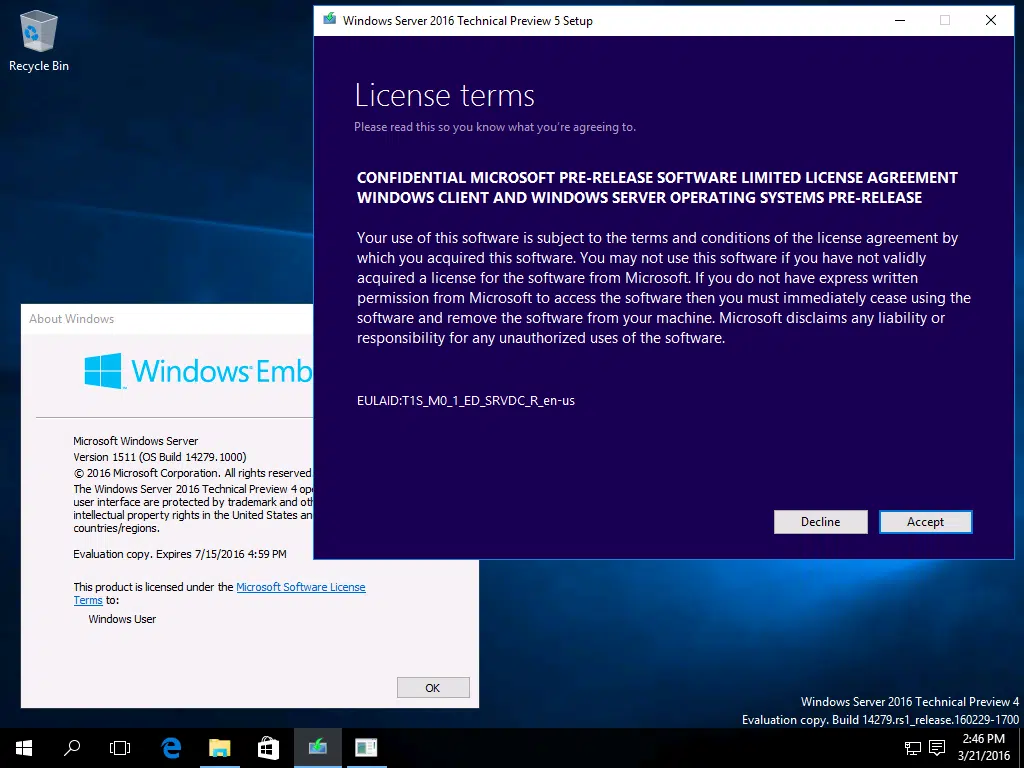 Recycle Bin
Windows Server 2016 Technical Preview 5 Setup
License terms
Please read this so you know what you're agreeing to.
CONFIDENTIAL MICROSOFT PRE-RELEASE SOFTWARE LIMITED LICENSE AGREEMENT
WINDOWS CLIENT AND WINDOWS SERVER OPERATING SYSTEMS PRE-RELEASE
Your use of this software is subject to the terms and conditions of the license agreement by
which you acquired this software. You may not use this software if you have not validly
acquired a license for the software from Microsoft. If you do not have express written
permission from Microsoft to access the software then you must immediately cease using the
software and remove the software from your machine. Microsoft disclaims any liability or
responsibility for any unauthorized uses of the software.
EULAID:T1S_M0_1_ED_SRVDC_R_en-us
Decline
Accept
About Windows
Windows Emb
Microsoft Windows Server
Version 1511 (OS Build 14279.1000)
© 2016 Microsoft Corporation. All rights reserved.
The Windows Server 2016 Technical Preview 4 ope
user interface are protected by trademark and oth
intellectual property rights in the United States an
countries/regions.
Evaluation copy. Expires 7/15/2016 4:59 PM
This product is licensed under the Microsoft Software License
Terms to:
Windows User
OK
Windows Server 2016 Technical Preview 4
Evaluation copy. Build 14279.rs1_release.160229-1700
2:46 PM
3/21/2016